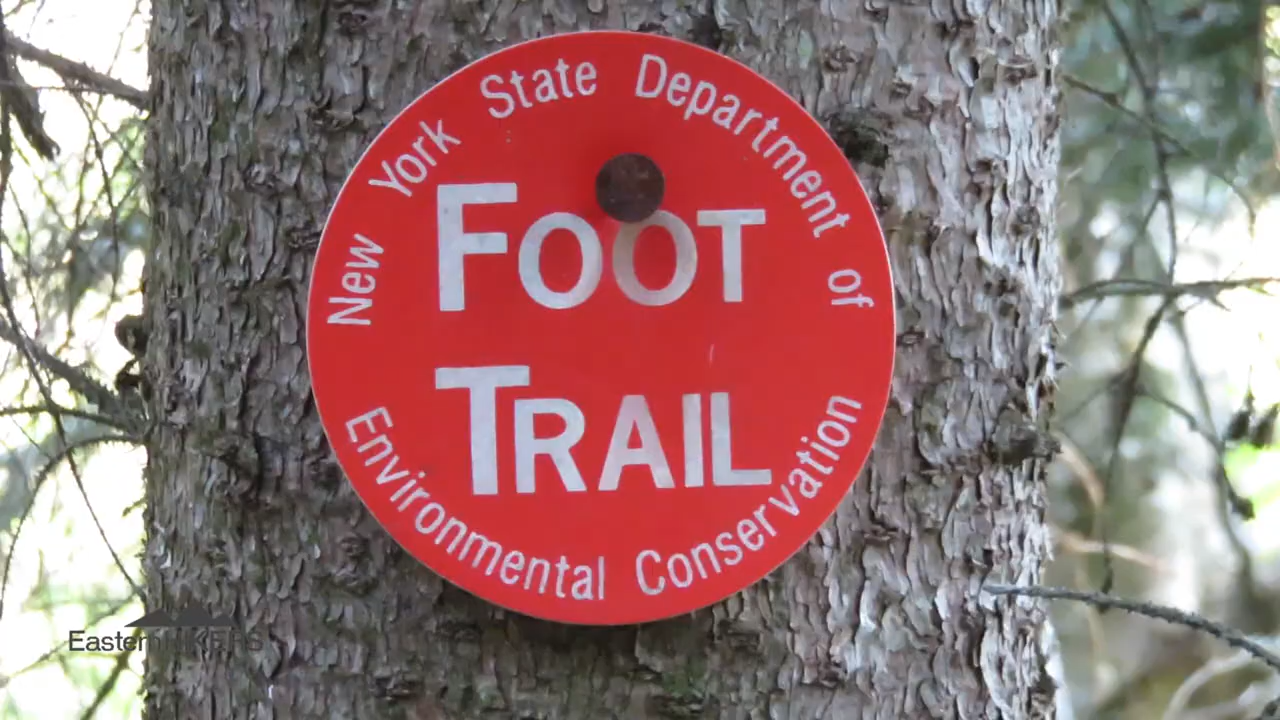 New York State Department of
FOOT
TRAIL
Environmental Conservation
EasternHIKERS